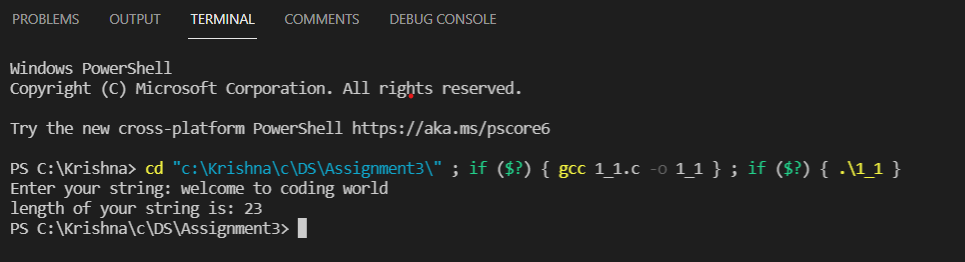 PROBLEMS OUTPUT TERMINAL COMMENTS DEBUG CONSOLE
Windows PowerShell
Copyright (C) Microsoft Corporation. All rights reserved.
Try the new cross-platform PowerShell https://aka.ms/pscore6
PS C:\Krishna> cd "c:\Krishna\c\DS\Assignment3\" ; if ($?) { gcc 1_1.c -o 1_1 } ; if ($?) { .\1_1 }
Enter your string: welcome to coding world
length of your string is: 23
PS C:\Krishna\c\DS\Assignment3>